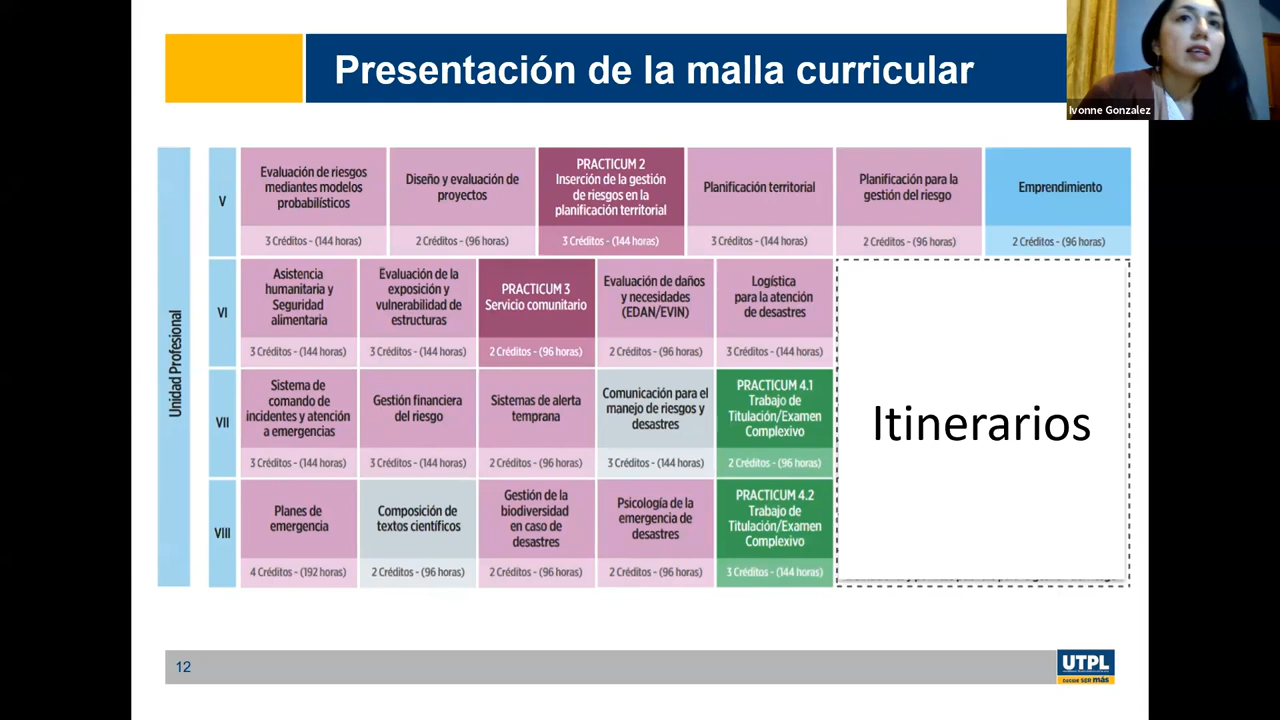 Presentación de la malla curricular
Ivonne Gonzalez
Unidad Profesional
V
Evaluación de riesgos
mediantes modelos
probabilísticos
3 Créditos - (144 horas)
Diseño y evaluación de
proyectos
2 Créditos - (96 horas)
PRACTICUM 2
Inserción de la gestión
de riesgos en la
planificación territorial
3 Créditos - (144 horas)
Planificación territorial
3 Créditos - (144 horas)
Planificación para la
gestión del riesgo
2 Créditos - (96 horas)
Emprendimiento
2 Créditos - (96 horas)
VI
Asistencia
humanitaria y
Seguridad
alimentaria
3 Créditos - (144 horas)
Evaluación de la
exposición y
vulnerabilidad de
estructuras
3 Créditos - (144 horas)
PRACTICUM 3
Servicio comunitario
2 Créditos - (96 horas)
Evaluación de daños
y necesidades
(EDAN/EVIN)
2 Créditos - (96 horas)
Logística
para la atención
de desastres
3 Créditos - (144 horas)
VII
Sistema de
comando de
incidentes y atención
a emergencias
3 Créditos - (144 horas)
Gestión financiera
del riesgo
3 Créditos - (144 horas)
Sistemas de alerta
temprana
2 Créditos - (96 horas)
Comunicación para el
manejo de riesgos y
desastres
3 Créditos - (144 horas)
PRACTICUM 4.1
Trabajo de
Titulación/Examen
Complexivo
2 Créditos - (96 horas)
VIII
Planes de
emergencia
4 Créditos - (192 horas)
Composición de
textos científicos
2 Créditos - (96 horas)
Gestión de la
biodiversidad
en caso de
desastres
2 Créditos - (96 horas)
Psicología de la
emergencia de
desastres
2 Créditos - (96 horas)
PRACTICUM 4.2
Trabajo de
Titulación/Examen
Complexivo
3 Créditos - (144 horas)
Itinerarios
12
UTPL
DECIDE SER más